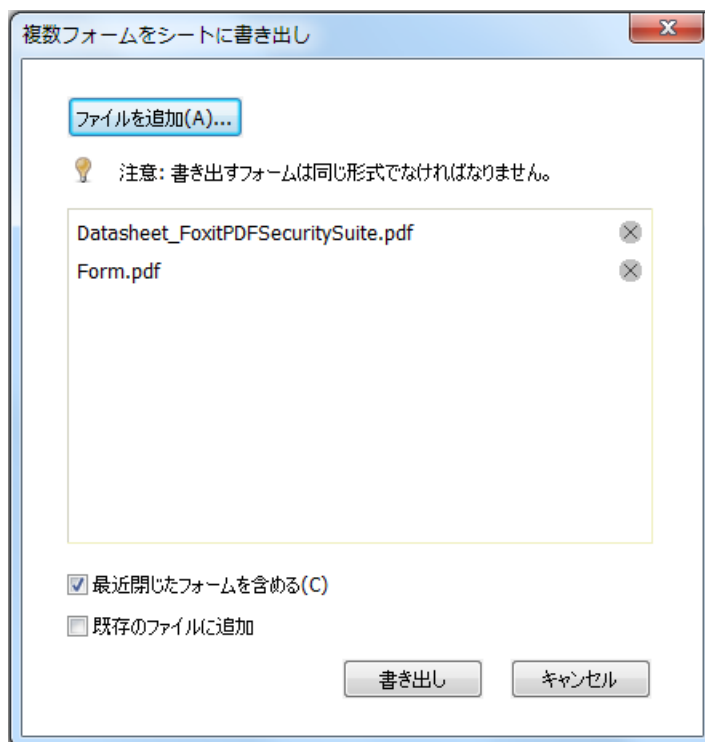 複数フォームをシートに書き出し
ファイルを追加(A)...
注意: 書き出すフォームは同じ形式でなければなりません。
Datasheet_FoxitPDFSecuritySuite.pdf
Form.pdf
最近閉じたフォームを含める(C)
既存のファイルに追加
書き出し キャンセル